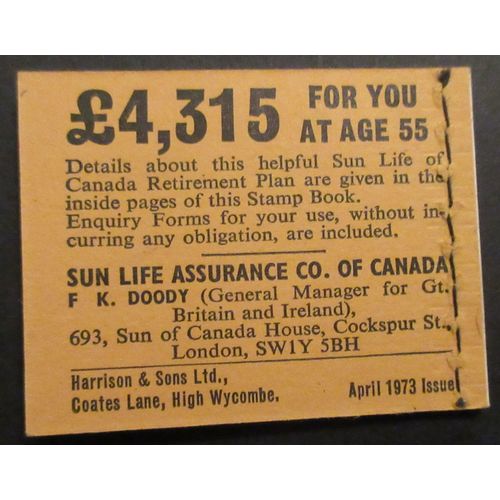 £4,315 FOR YOU
AT AGE 55
Details about this helpful Sun Life of
Canada Retirement Plan are given in the
inside pages of this Stamp Book.
Enquiry Forms for your use, without in-
curring any obligation, are included.
SUN LIFE ASSURANCE CO. OF CANADA
F K. DOODY (General Manager for Gt.
Britain and Ireland),
693, Sun of Canada House, Cockspur St.,
London, SW1Y 5BH
Harrison & Sons Ltd.,
Coates Lane, High Wycombe. April 1973 Issue